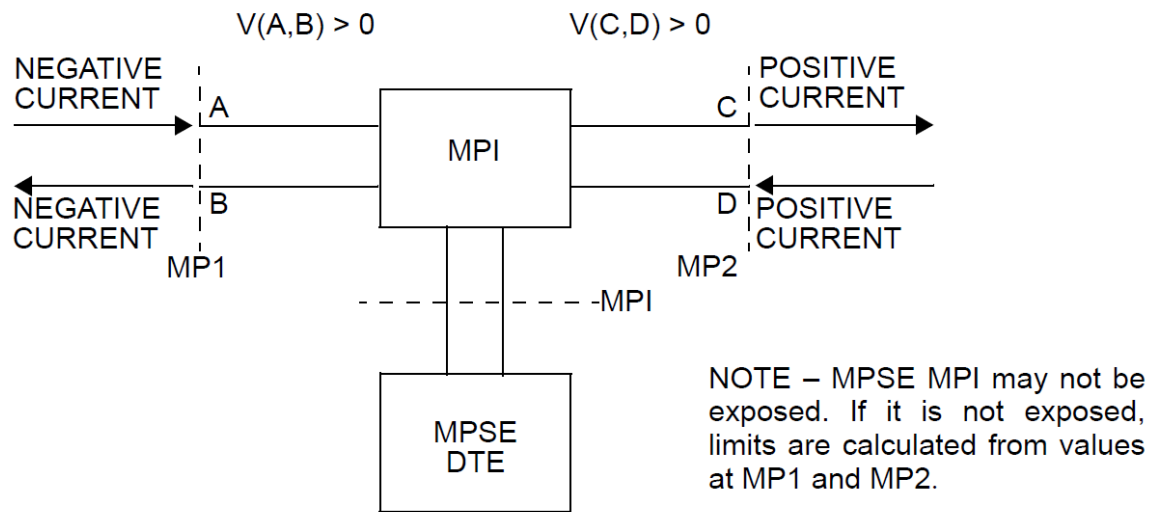 V(A,B) > 0
V(C,D) > 0
NEGATIVE
CURRENT
POSITIVE
CURRENT
A
C
MPI
B
D
NEGATIVE
CURRENT
POSITIVE
CURRENT
MP1
MP2
MPI
MPSE
DTE
NOTE – MPSE MPI may not be
exposed. If it is not exposed,
limits are calculated from values
at MP1 and MP2.